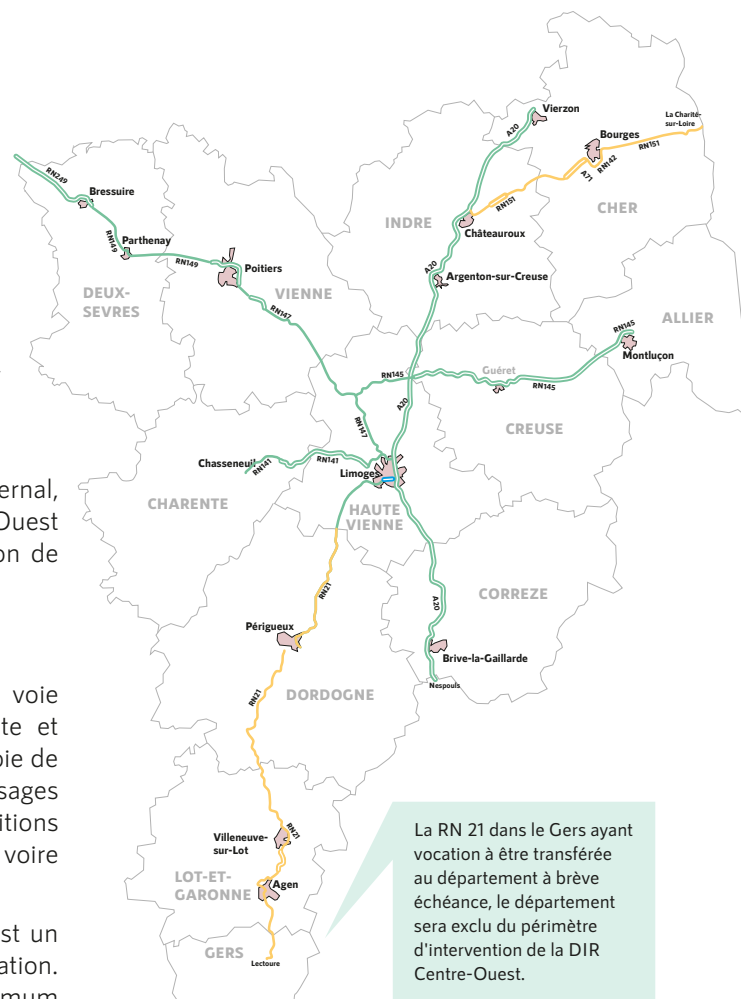 Vierzon
La Charité-
sur-Loire
A20
Bourges
RN151
RN142
A71
RN249
Bressuire
RN151
CHER
INDRE
Châteauroux
Parthenay
RN149
RN149
Poitiers
A20
Argenton-sur-Creuse
VIENNE
DEUX-
SEVRES
RN147
ALLIER
RN145
Montluçon
RN145
Guéret
RN145
A20
RN147
CREUSE
Chasseneuil
RN141
RN141
Limoges
CHARENTE
HAUTE
VIENNE
ernal,
Ouest
on de
CORREZE
RN21
A20
Périgueux
Brive-la-Gaillarde
Nespouls
RN21
DORDOGNE
voie
te et
oie de
sages
itions
voire
Villeneuve-
sur-Lot
RN21
LOT-ET-
GARONNE
Agen
st un
ation.
mum
GERS
Lectoure
La RN 21 dans le Gers ayant
vocation à être transférée
au département à brève
échéance, le département
sera exclu du périmètre
d'intervention de la DIR
Centre-Ouest.